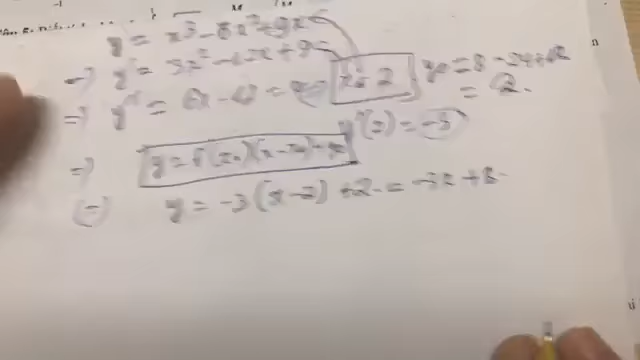 y = x³ - 6x² + 9x
=> y' = 3x² - 12x + 9
=> y'' = 6x - 12 = 0 => x = 2 y₀ = 8 - 24 + 18
= 2.
y'(2) = -3
=> y = f'(x₀)(x - x₀) + y₀
(=) y = -3(x-2) + 2 = -3x + 8